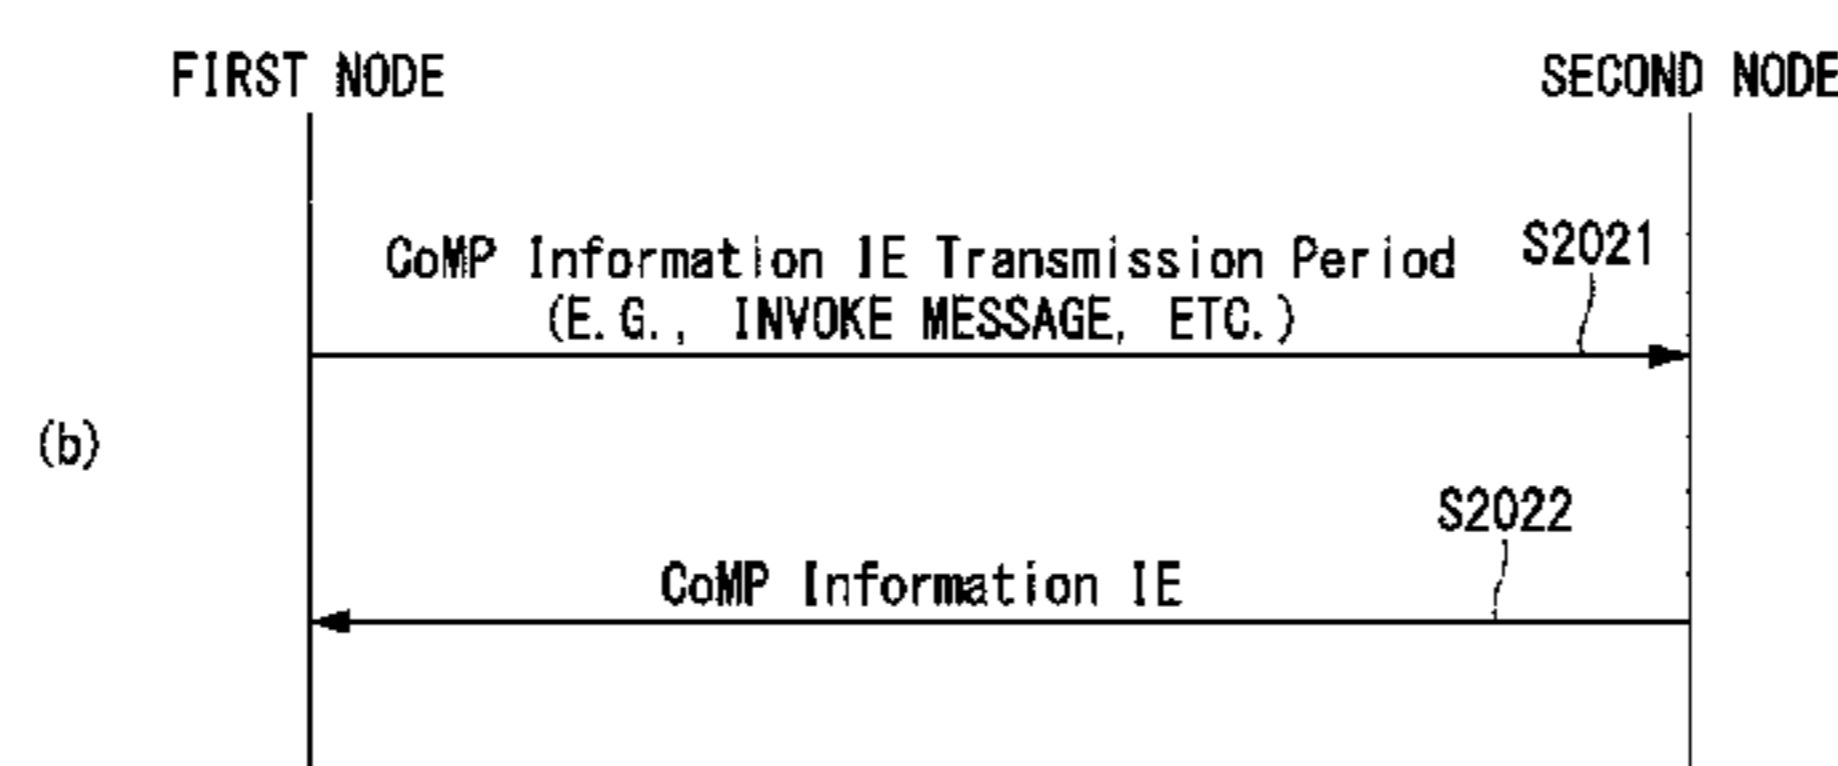 FIRST NODE
SECOND NODE
CoMP Information IE Transmission Period
(E.G., INVOKE MESSAGE, ETC.)
S2021
(b)
S2022
CoMP Information IE